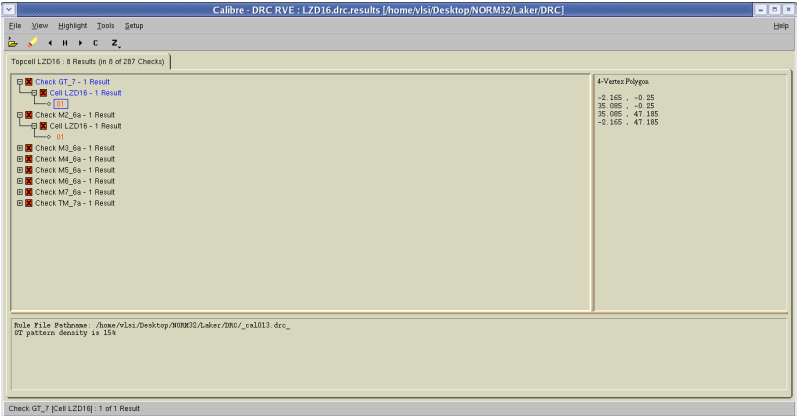 Calibre - DRC RVE : LZD16.drc.results [/home/vlsi/Desktop/NORM32/Laker/DRC]
File View Highlight Tools Setup Help
H C Z
Topcell LZD16 : 8 Results (in 8 of 287 Checks)
Check GT_7 - 1 Result
Cell LZD16 - 1 Result
01
Check M2_6a - 1 Result
Cell LZD16 - 1 Result
01
Check M3_6a - 1 Result
Check M4_6a - 1 Result
Check M5_6a - 1 Result
Check M6_6a - 1 Result
Check M7_6a - 1 Result
Check TM_7a - 1 Result
4-Vertex Polygon
-2.165 , -0.25
35.085 , -0.25
35.085 , 47.185
-2.165 , 47.185
Rule File Pathname: /home/vlsi/Desktop/NORM32/Laker/DRC/_cal013.drc_
GT pattern density is 15%
Check GT_7 [Cell LZD16] : 1 of 1 Result